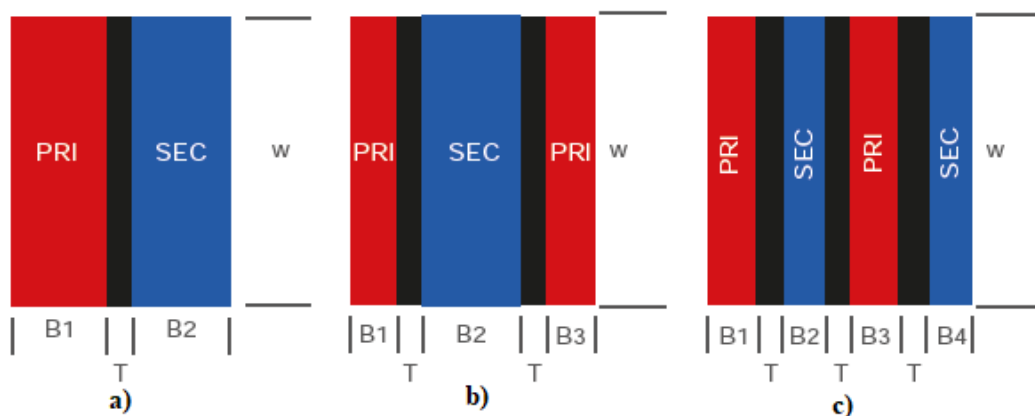 PRI SEC w
B1 B2
T
a)
PRI SEC PRI w
B1 B2 B3
T T
b)
PRI SEC PRI SEC w
B1 B2 B3 B4
T T T
c)